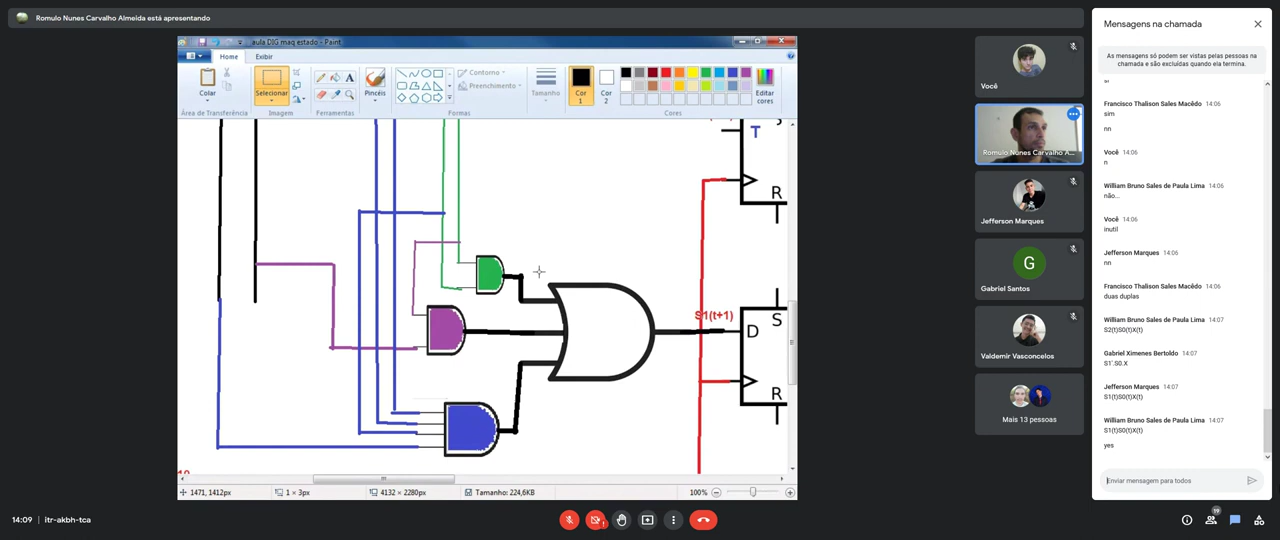 Romulo Nunes Carvalho Almeida está apresentando
aula DIG maq estado - Paint
Home
Exibir
Colar
Selecionar
A
Pincéis
Contorno
Preenchimento
Tamanho
Cor
1
Cor
2
Editar
cores
Área de Transferência
Imagem
Ferramentas
Formas
Cores
T
R
S1(t+1)
S
D
R
1471, 1412px
1 × 3px
4132 × 2280px
Tamanho: 224,6KB
100%
Você
Romulo Nunes Carvalho A...
Jefferson Marques
G
Gabriel Santos
Valdemir Vasconcelos
Mais 13 pessoas
Mensagens na chamada
As mensagens só podem ser vistas pelas pessoas na
chamada e são excluídas quando ela termina.
Francisco Thalison Sales Macêdo 14:06
sim
nn
Você 14:06
n
William Bruno Sales de Paula Lima 14:06
não...
Você 14:06
inutil
Jefferson Marques 14:06
nn
Francisco Thalison Sales Macêdo 14:06
duas duplas
William Bruno Sales de Paula Lima 14:07
S2(t)S0(t)X(t)
Gabriel Ximenes Bertoldo 14:07
S1'.S0.X
Jefferson Marques 14:07
S1(t)S0(t)X(t)
William Bruno Sales de Paula Lima 14:07
S1(t)S0(t)X(t)
yes
Enviar mensagem para todos
14:09 | itr-akbh-tca
19